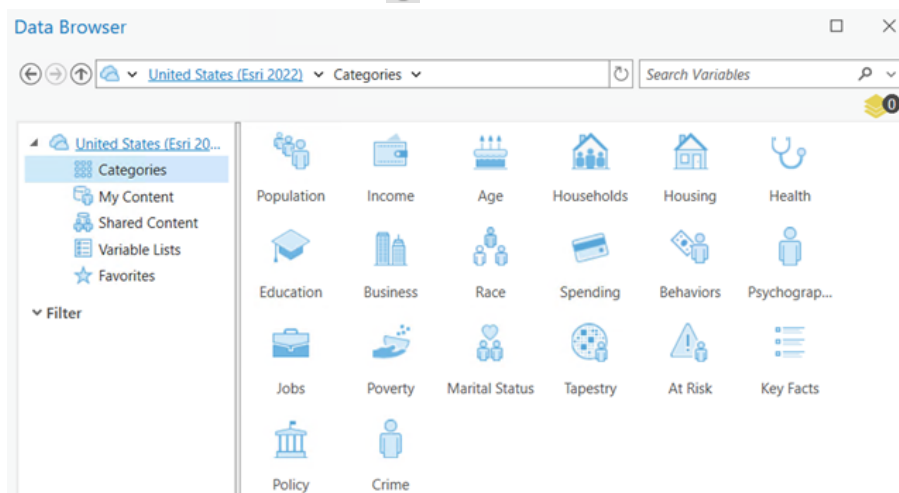 Data Browser
United States (Esri 2022) Categories
Search Variables
0
United States (Esri 20...
Categories
My Content
Shared Content
Variable Lists
Favorites
Filter
Population Income Age Households Housing Health
Education Business Race Spending Behaviors Psychograp...
Jobs Poverty Marital Status Tapestry At Risk Key Facts
Policy Crime